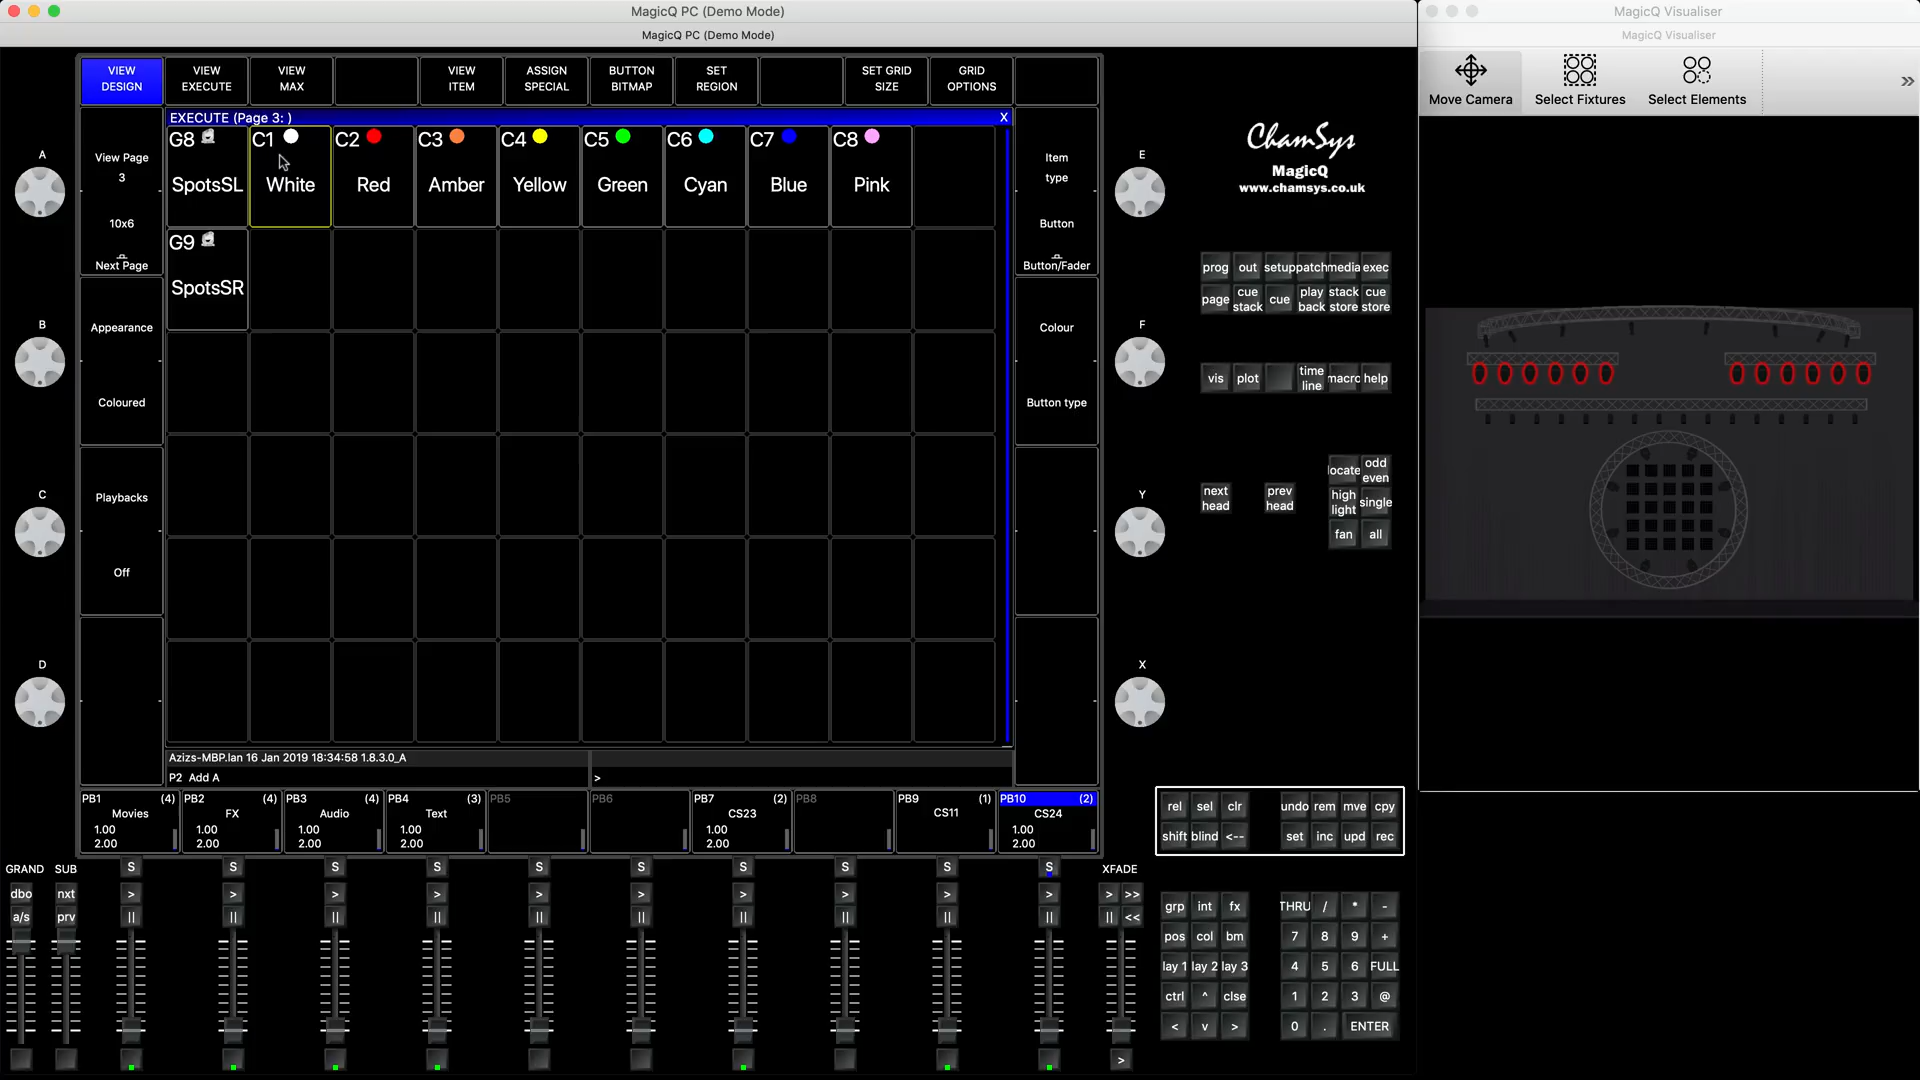 MagicQ PC (Demo Mode)
MagicQ PC (Demo Mode)
VIEW DESIGN
VIEW EXECUTE
VIEW MAX
VIEW ITEM
ASSIGN SPECIAL
BUTTON BITMAP
SET REGION
SET GRID SIZE
GRID OPTIONS
EXECUTE (Page 3: ) X
G8 SpotsSL
C1 White
C2 Red
C3 Amber
C4 Yellow
C5 Green
C6 Cyan
C7 Blue
C8 Pink
G9 SpotsSR
A
View Page
3
10x6
Next Page
B
Appearance
Coloured
C
Playbacks
Off
D
Item type
Button
Button/Fader
Colour
Button type
E
F
Y
X
Azizs-MBP.lan 16 Jan 2019 18:34:58 1.8.3.0_A
P2 Add A
>
PB1 (4) Movies 1.00 2.00
PB2 (4) FX 1.00 2.00
PB3 (4) Audio 1.00 2.00
PB4 (3) Text 1.00 2.00
PB5
PB6
PB7 (2) CS23 1.00 2.00
PB8
PB9 (1) CS11
PB10 (2) CS24 1.00 2.00
GRAND SUB
dbo nxt
a/s prv
S S S S S S S S S S
> > > > > > > > > >
|| || || || || || || || || ||
XFADE
> >>
|| <<
>
ChamSys
MagicQ
www.chamsys.co.uk
prog out setup patch media exec
page cue stack cue play back stack store cue store
vis plot time line macro help
next head prev head
locate odd even
high light single
fan all
rel sel clr undo rem mve cpy
shift blind <-- set inc upd rec
grp int fx THRU / * -
pos col bm 7 8 9 +
lay 1 lay 2 lay 3 4 5 6 FULL
ctrl ^ clse 1 2 3 @
< v > 0 . ENTER
MagicQ Visualiser
MagicQ Visualiser
Move Camera
Select Fixtures
Select Elements
»